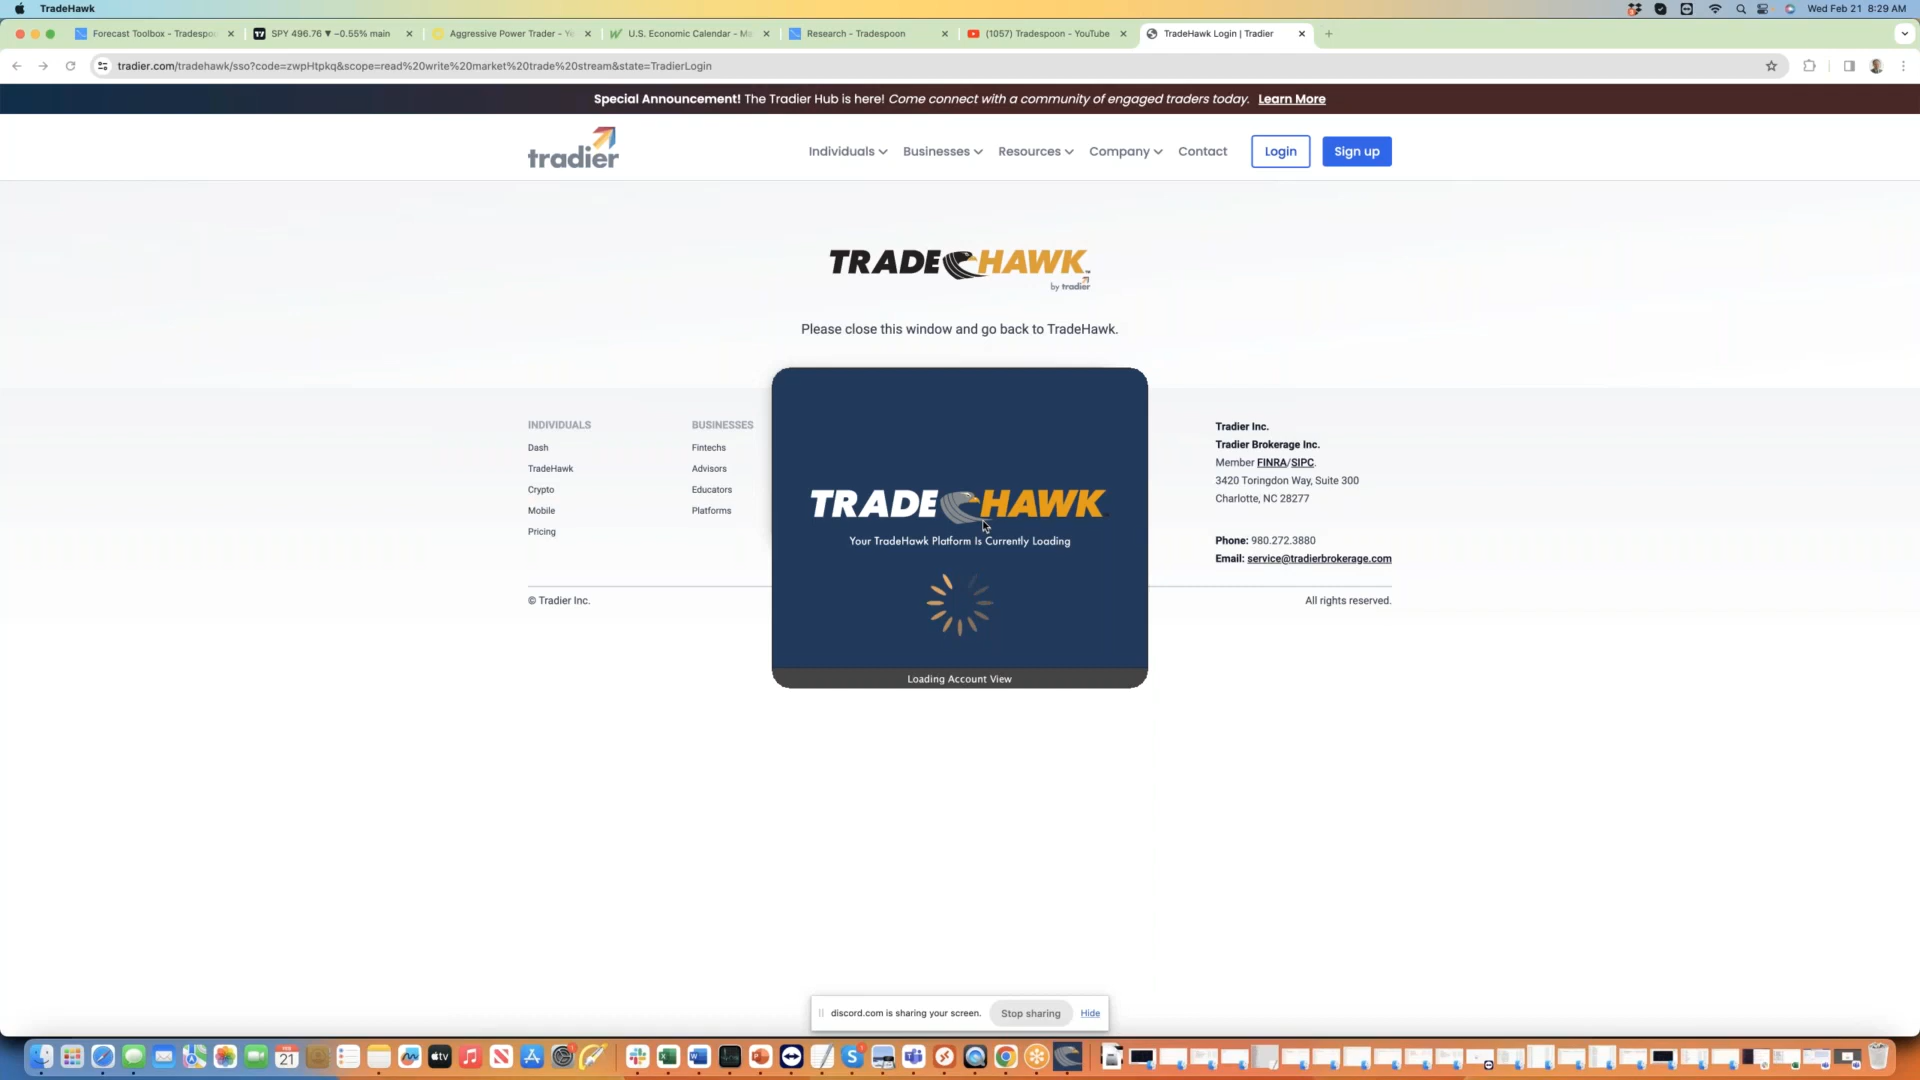 TradeHawk
Wed Feb 21 8:29 AM
Forecast Toolbox - Tradespo
SPY 496.76 ▼ −0.55% main
Aggressive Power Trader - Yo
U.S. Economic Calendar - Ma
Research - Tradespoon
(1057) Tradespoon - YouTube
TradeHawk Login | Tradier
tradier.com/tradehawk/sso?code=zwpHtpkq&scope=read%20write%20market%20trade%20stream&state=TradierLogin
Special Announcement! The Tradier Hub is here! Come connect with a community of engaged traders today. Learn More
tradier
Individuals
Businesses
Resources
Company
Contact
Login
Sign up
TRADEHAWK
by tradier
Please close this window and go back to TradeHawk.
INDIVIDUALS
Dash
TradeHawk
Crypto
Mobile
Pricing
BUSINESSES
Fintechs
Advisors
Educators
Platforms
TRADEHAWK
Your TradeHawk Platform Is Currently Loading
Loading Account View
Tradier Inc.
Tradier Brokerage Inc.
Member FINRA/SIPC.
3420 Toringdon Way, Suite 300
Charlotte, NC 28277
Phone: 980.272.3880
Email: service@tradierbrokerage.com
© Tradier Inc.
All rights reserved.
discord.com is sharing your screen.
Stop sharing
Hide
FEB
21
tv